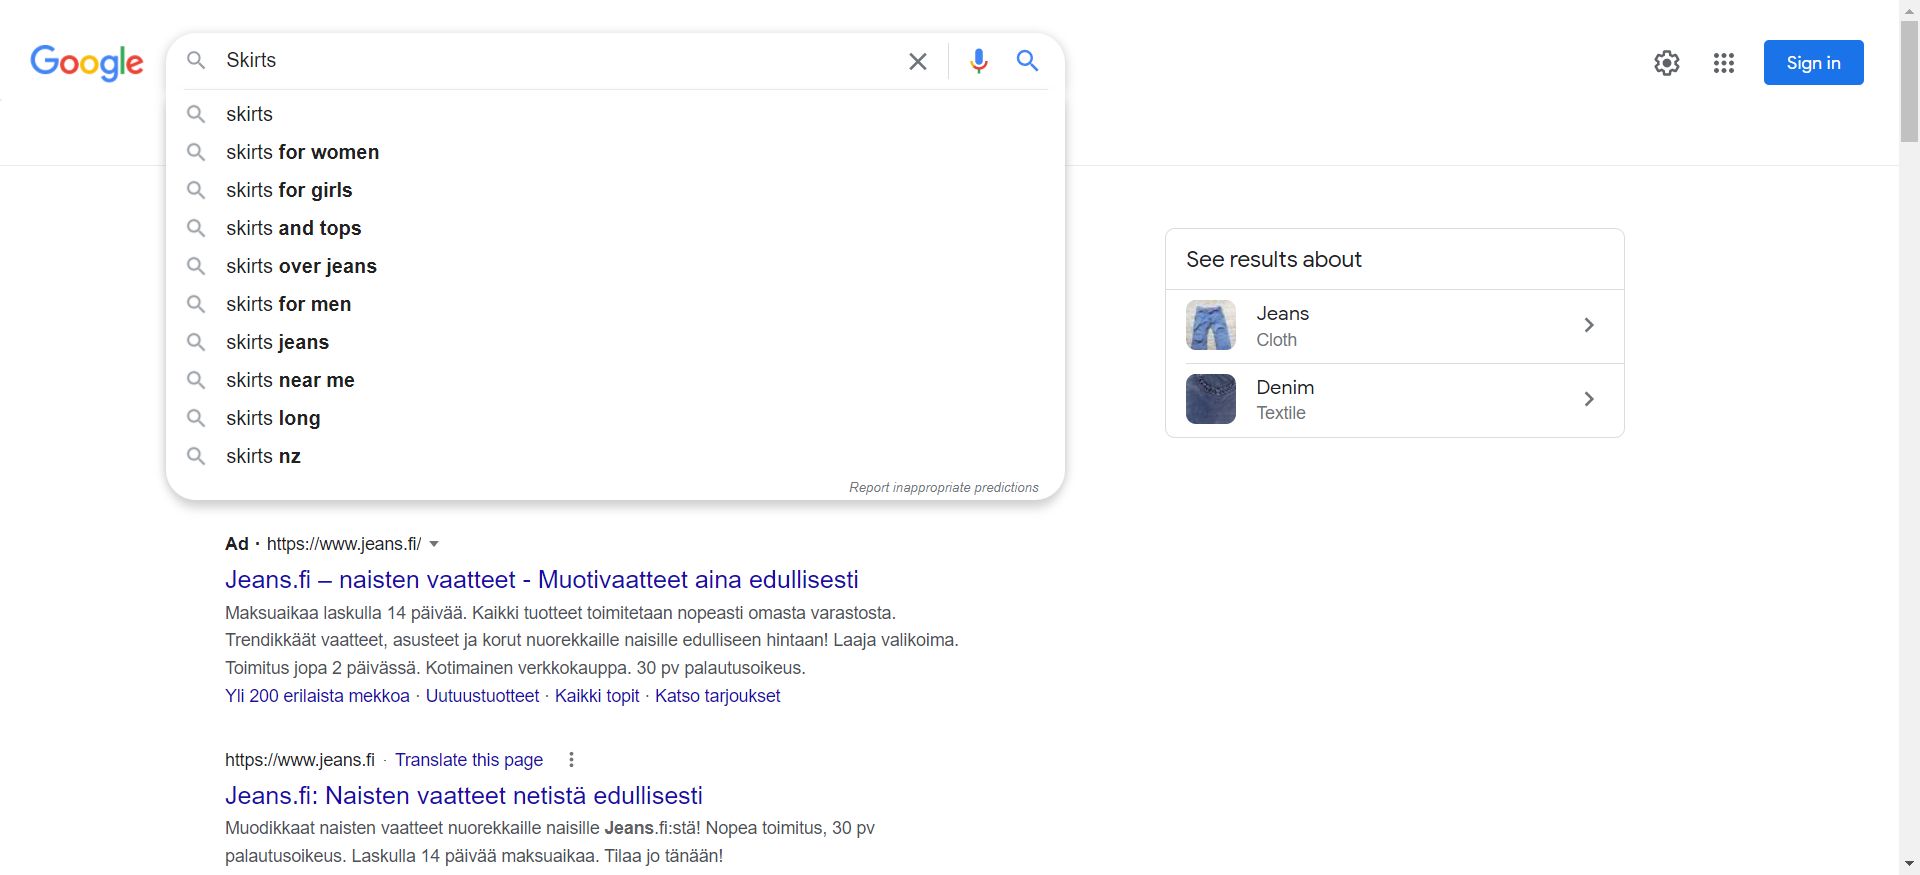 Google
Skirts
Sign in
skirts
skirts for women
skirts for girls
skirts and tops
skirts over jeans
skirts for men
skirts jeans
skirts near me
skirts long
skirts nz
Report inappropriate predictions
See results about
Jeans
Cloth
Denim
Textile
Ad · https://www.jeans.fi/
Jeans.fi – naisten vaatteet - Muotivaatteet aina edullisesti
Maksuaikaa laskulla 14 päivää. Kaikki tuotteet toimitetaan nopeasti omasta varastosta.
Trendikkäät vaatteet, asusteet ja korut nuorekkaille naisille edulliseen hintaan! Laaja valikoima.
Toimitus jopa 2 päivässä. Kotimainen verkkokauppa. 30 pv palautusoikeus.
Yli 200 erilaista mekkoa · Uutuustuotteet · Kaikki topit · Katso tarjoukset
https://www.jeans.fi · Translate this page
Jeans.fi: Naisten vaatteet netistä edullisesti
Muodikkaat naisten vaatteet nuorekkaille naisille Jeans.fi:stä! Nopea toimitus, 30 pv
palautusoikeus. Laskulla 14 päivää maksuaikaa. Tilaa jo tänään!